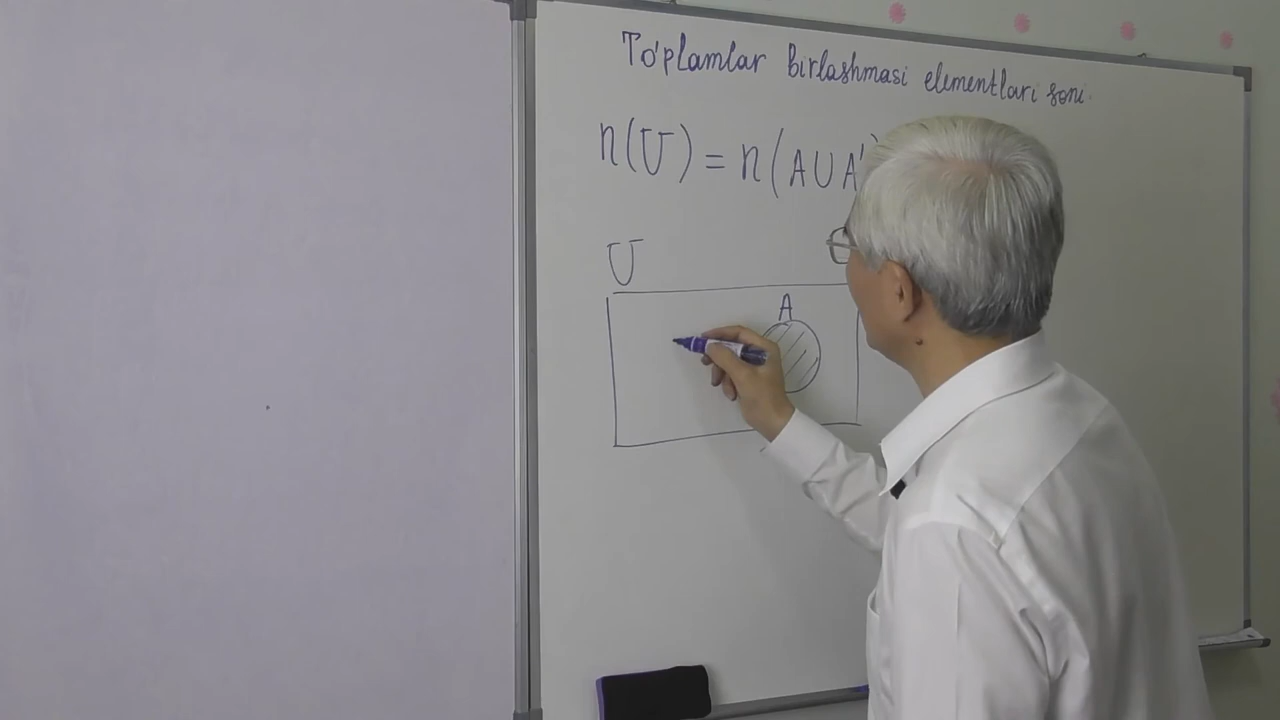 To'plamlar birlashmasi elementlari soni.
n(U) = n(A∪A')
U
A